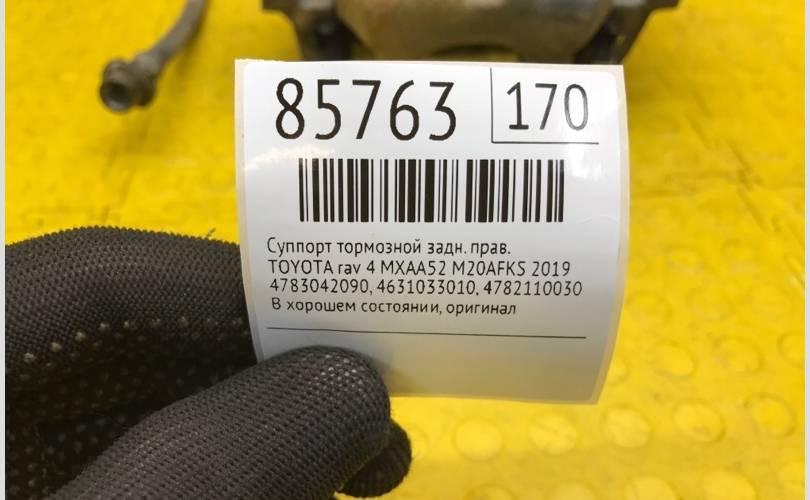 85763 170
Суппорт тормозной задн. прав.
TOYOTA rav 4 MXAA52 M20AFKS 2019
4783042090, 4631033010, 4782110030
В хорошем состоянии, оригинал